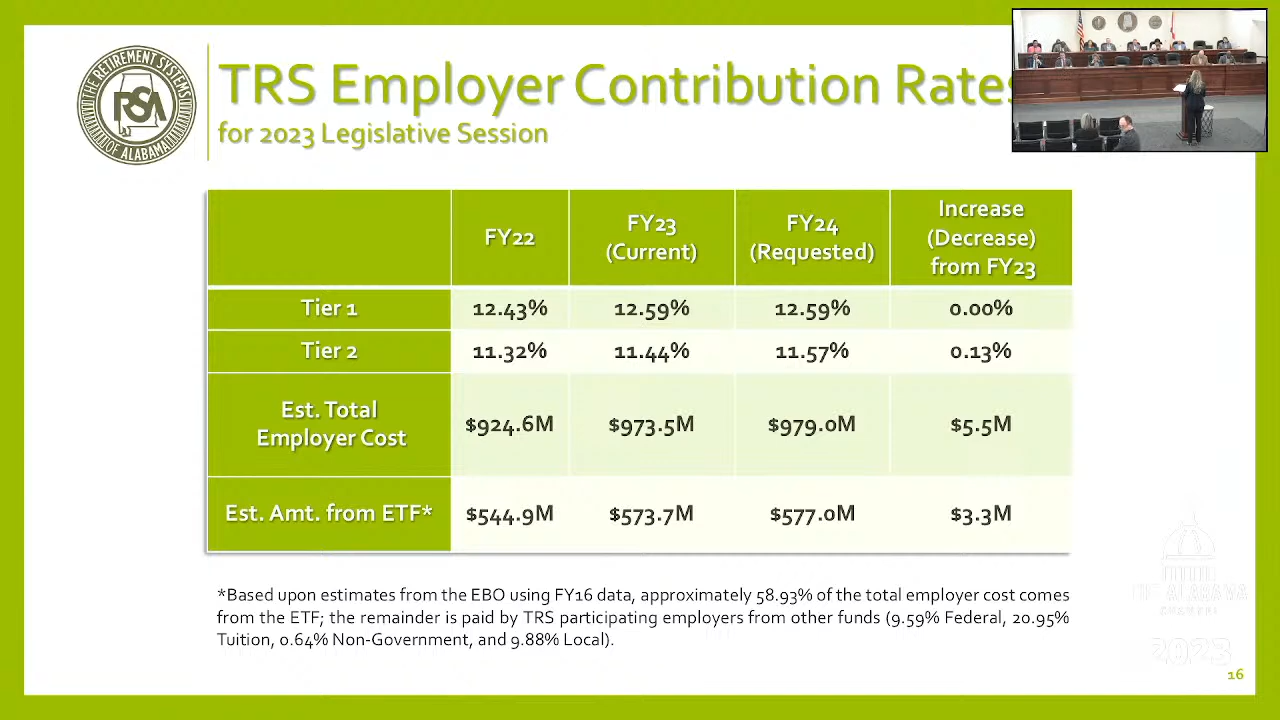 THE RETIREMENT SYSTEMS
OF ALABAMA
RSA
TRS Employer Contribution Rates
for 2023 Legislative Session
FY22
FY23
(Current)
FY24
(Requested)
Increase
(Decrease)
from FY23
Tier 1
12.43%
12.59%
12.59%
0.00%
Tier 2
11.32%
11.44%
11.57%
0.13%
Est. Total
Employer Cost
$924.6M
$973.5M
$979.0M
$5.5M
Est. Amt. from ETF*
$544.9M
$573.7M
$577.0M
$3.3M
*Based upon estimates from the EBO using FY16 data, approximately 58.93% of the total employer cost comes
from the ETF; the remainder is paid by TRS participating employers from other funds (9.59% Federal, 20.95%
Tuition, 0.64% Non-Government, and 9.88% Local).
THE ALABAMA
CHANNEL
2023
16